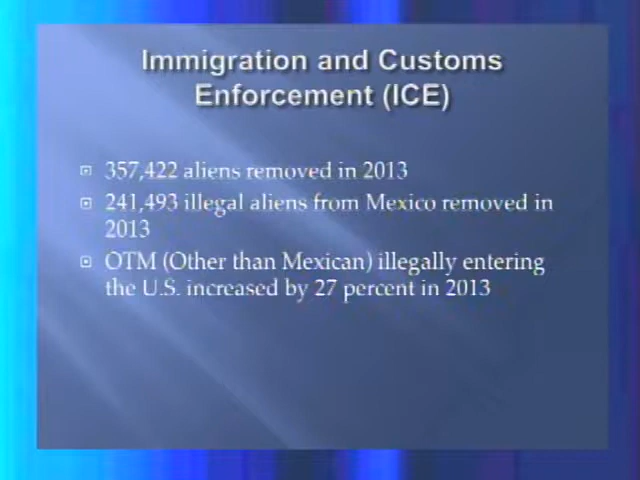 Immigration and Customs
Enforcement (ICE)
357,422 aliens removed in 2013
241,493 illegal aliens from Mexico removed in
2013
OTM (Other than Mexican) illegally entering
the U.S. increased by 27 percent in 2013